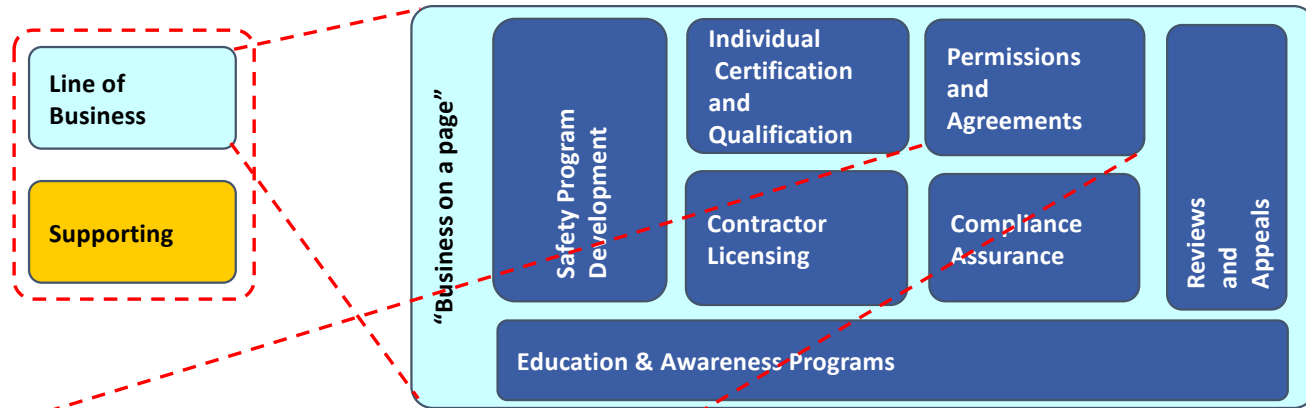 Line of
Business
Supporting
“Business on a page”
Safety Program
Development
Individual
Certification
and
Qualification
Permissions
and
Agreements
Contractor
Licensing
Compliance
Assurance
Reviews
and
Appeals
Education & Awareness Programs